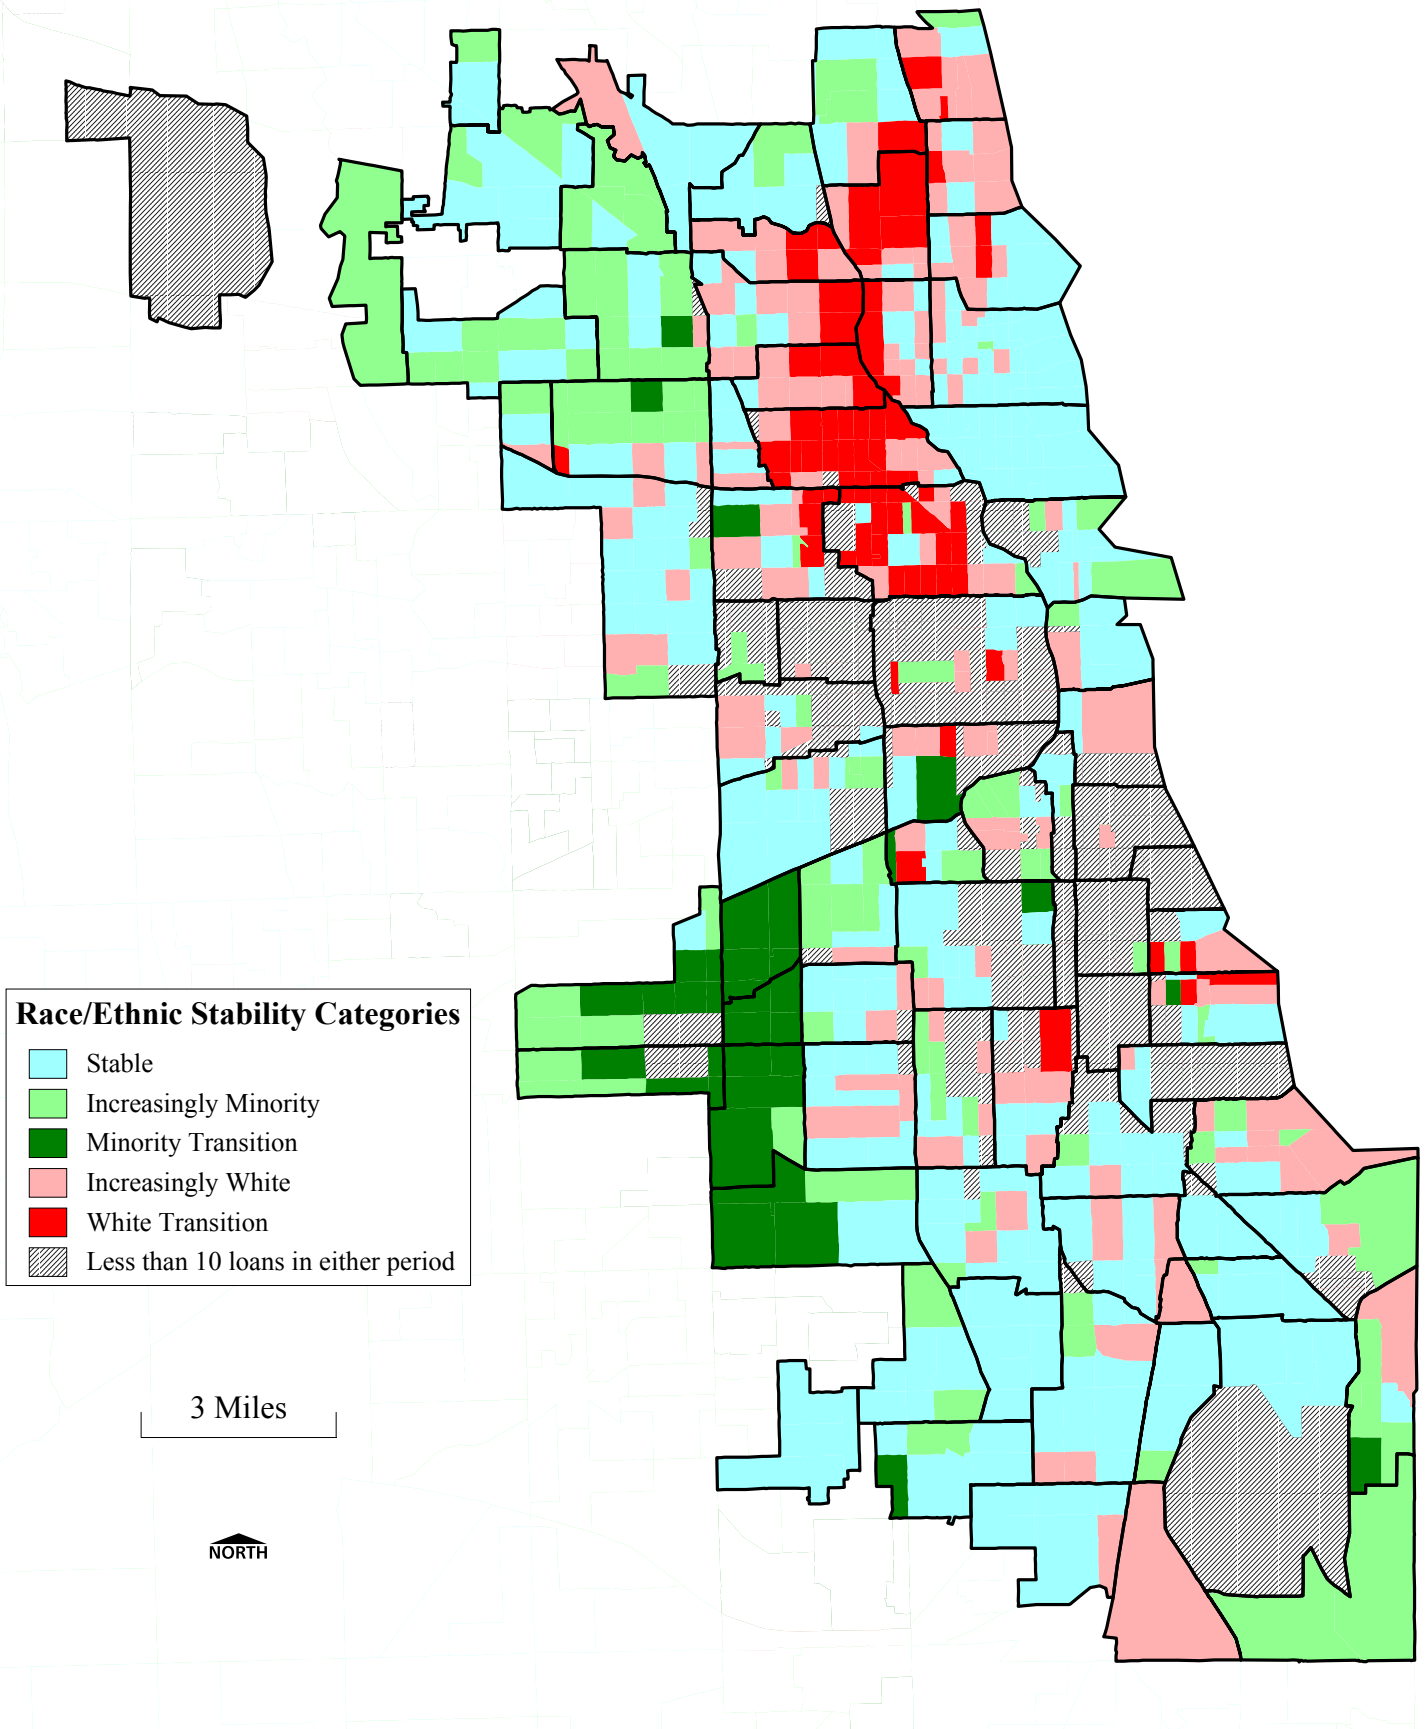 Race/Ethnic Stability Categories
Stable
Increasingly Minority
Minority Transition
Increasingly White
White Transition
Less than 10 loans in either period
3 Miles
NORTH